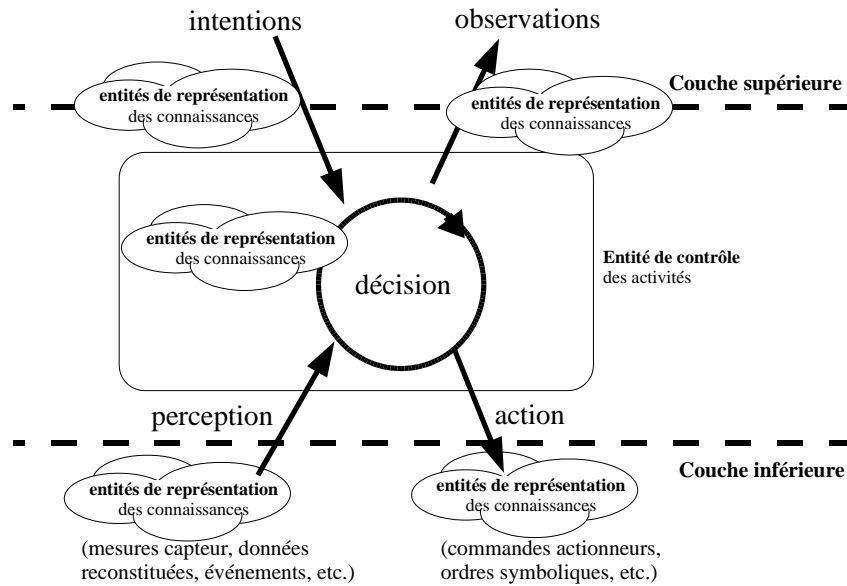 intentions
observations
Couche supérieure
entités de représentation
des connaissances
entités de représentation
des connaissances
entités de représentation
des connaissances
décision
Entité de contrôle
des activités
perception
action
Couche inférieure
entités de représentation
des connaissances
(mesures capteur, données
reconstituées, événements, etc.)
entités de représentation
des connaissances
(commandes actionneurs,
ordres symboliques, etc.)